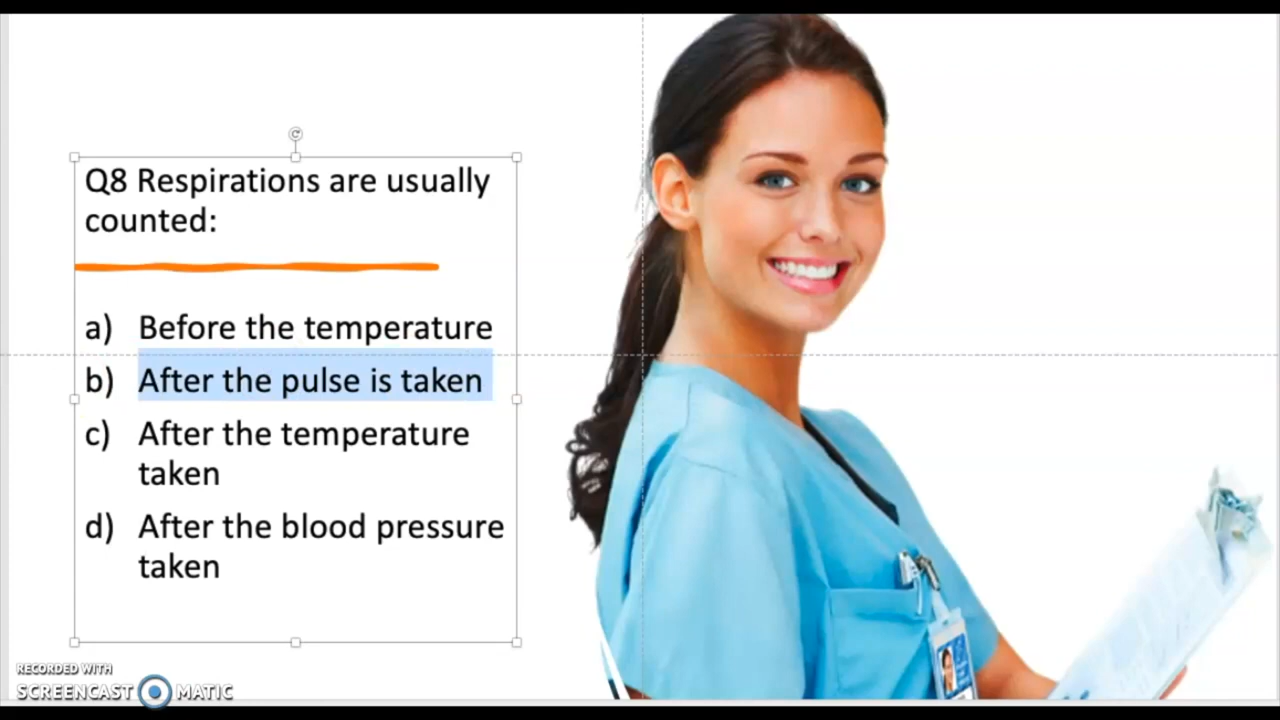 Q8 Respirations are usually
counted:
a) Before the temperature
b) After the pulse is taken
c) After the temperature
taken
d) After the blood pressure
taken
RECORDED WITH
SCREENCAST MATIC